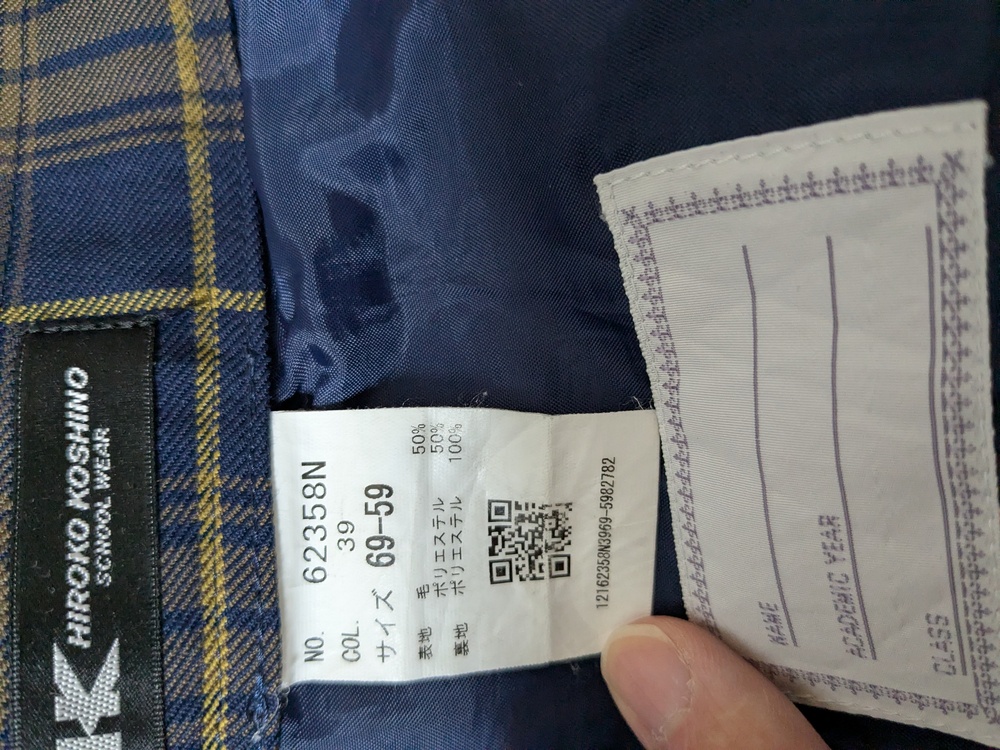 K
HIROKO KOSHINO
SCHOOL WEAR
NO. 62358N
COL. 39
サイズ 69-59
表地 毛 50%
ポリエステル 50%
裏地 ポリエステル 100%
12162358N3969-5982782
NAME
ACADEMIC YEAR
CLASS